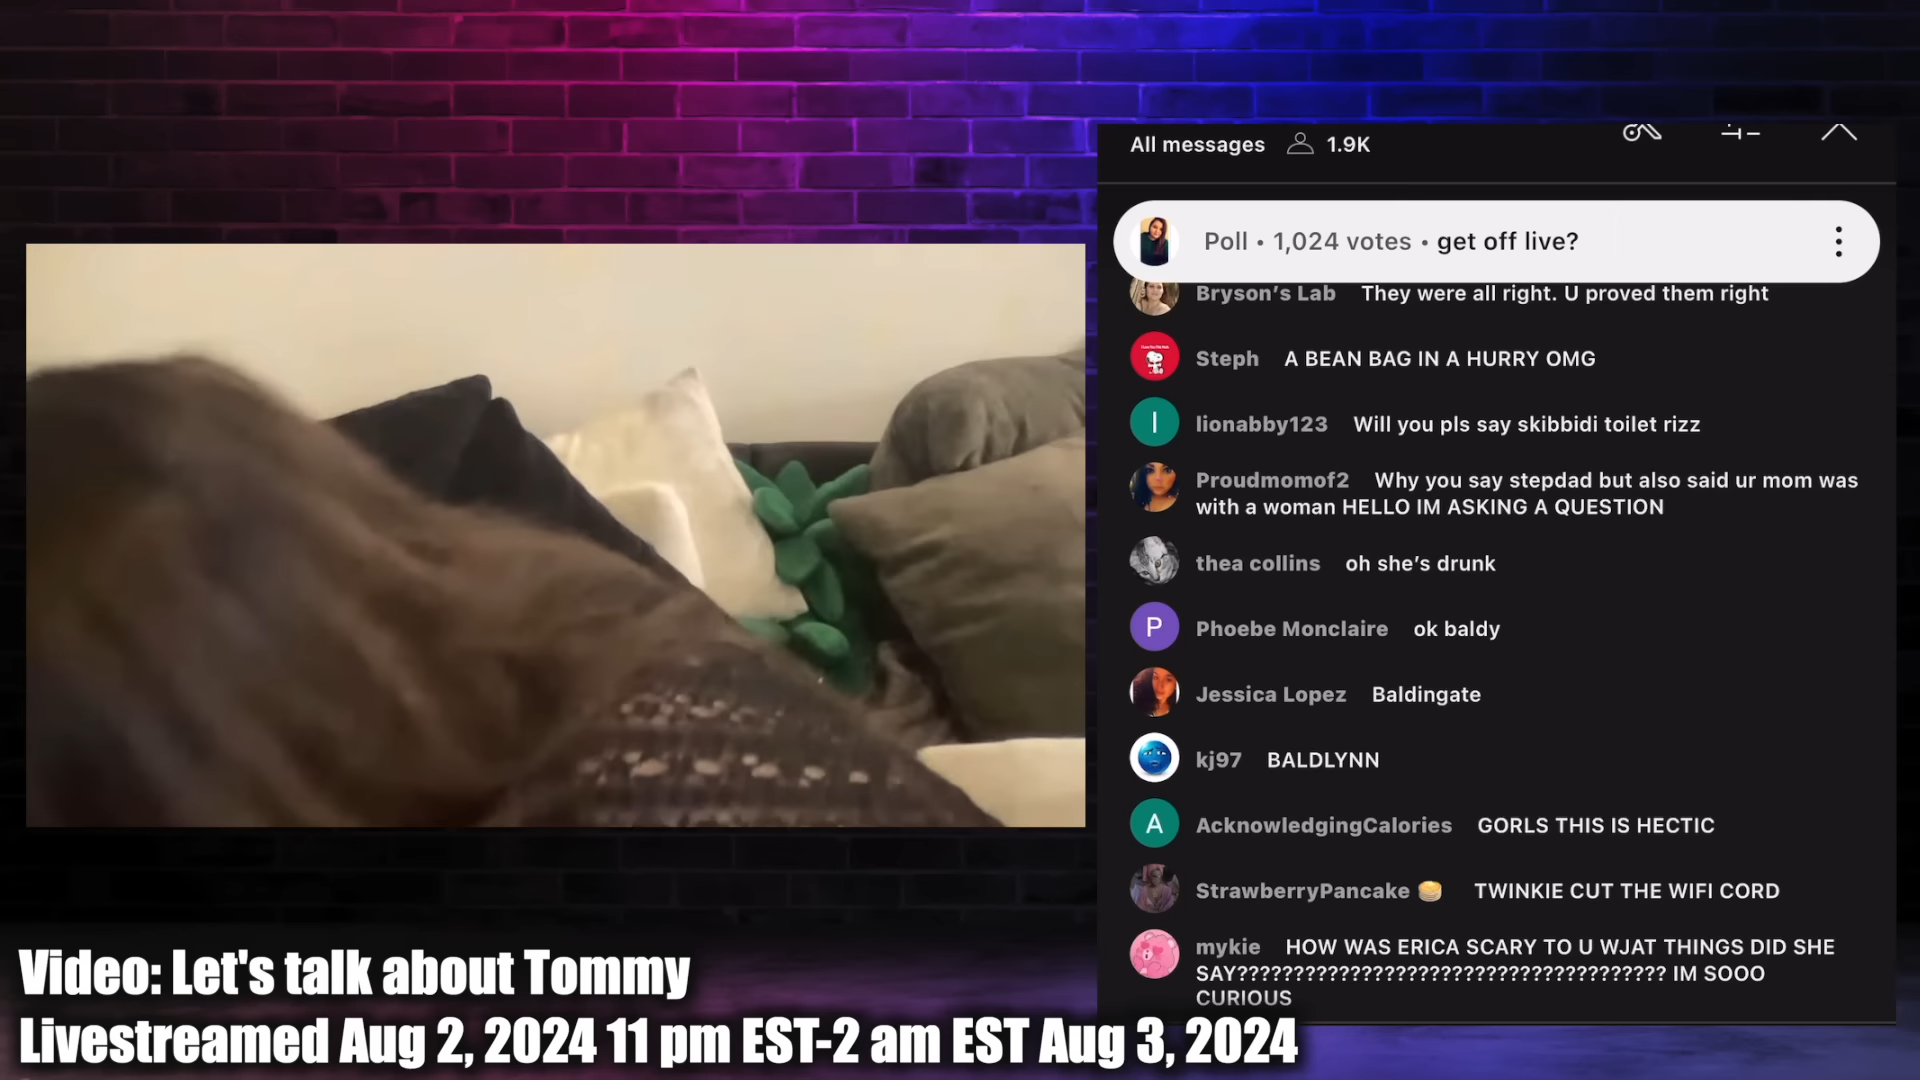 All messages 1.9K
Poll • 1,024 votes • get off live?
Bryson’s Lab They were all right. U proved them right
Steph A BEAN BAG IN A HURRY OMG
I
lionabby123 Will you pls say skibbidi toilet rizz
Proudmomof2 Why you say stepdad but also said ur mom was
with a woman HELLO IM ASKING A QUESTION
thea collins oh she’s drunk
P
Phoebe Monclaire ok baldy
Jessica Lopez Baldingate
kj97 BALDLYNN
A
AcknowledgingCalories GORLS THIS IS HECTIC
StrawberryPancake 🥞 TWINKIE CUT THE WIFI CORD
mykie HOW WAS ERICA SCARY TO U WJAT THINGS DID SHE
SAY?????????????????????????????????????? IM SOOO
CURIOUS
Video: Let's talk about Tommy
Livestreamed Aug 2, 2024 11 pm EST-2 am EST Aug 3, 2024